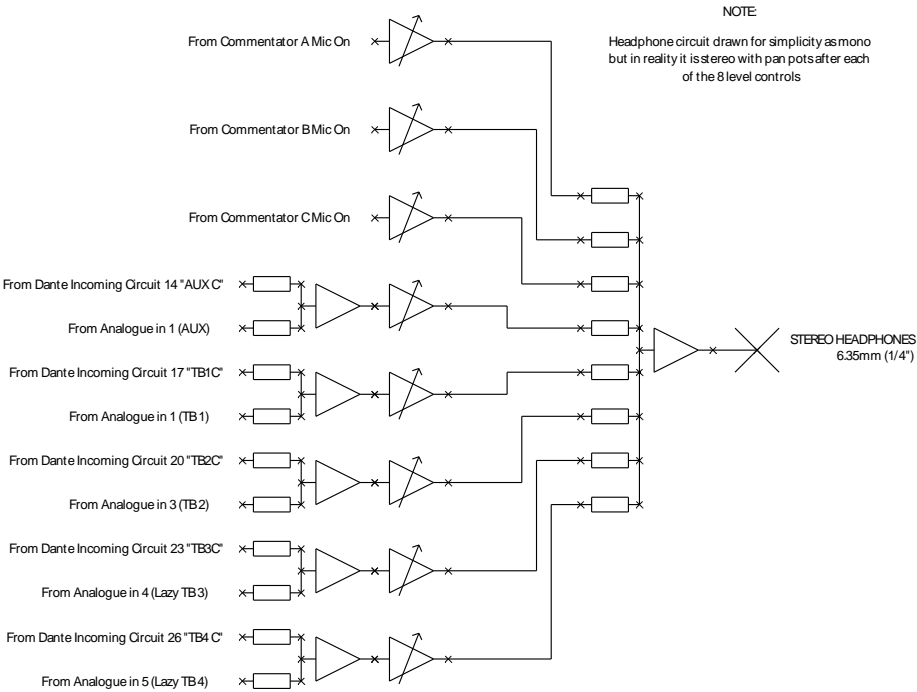 NOTE:
Headphone circuit drawn for simplicity as mono
but in reality it is stereo with pan pots after each
of the 8 level controls
From Commentator A Mic On
From Commentator B Mic On
From Commentator C Mic On
From Dante Incoming Circuit 14 "AUX C"
From Analogue in 1 (AUX)
From Dante Incoming Circuit 17 "TB1C"
From Analogue in 1 (TB1)
From Dante Incoming Circuit 20 "TB2C"
From Analogue in 3 (TB2)
From Dante Incoming Circuit 23 "TB3C"
From Analogue in 4 (Lazy TB3)
From Dante Incoming Circuit 26 "TB4 C"
From Analogue in 5 (Lazy TB4)
STEREO HEADPHONES
6.35mm (1/4")